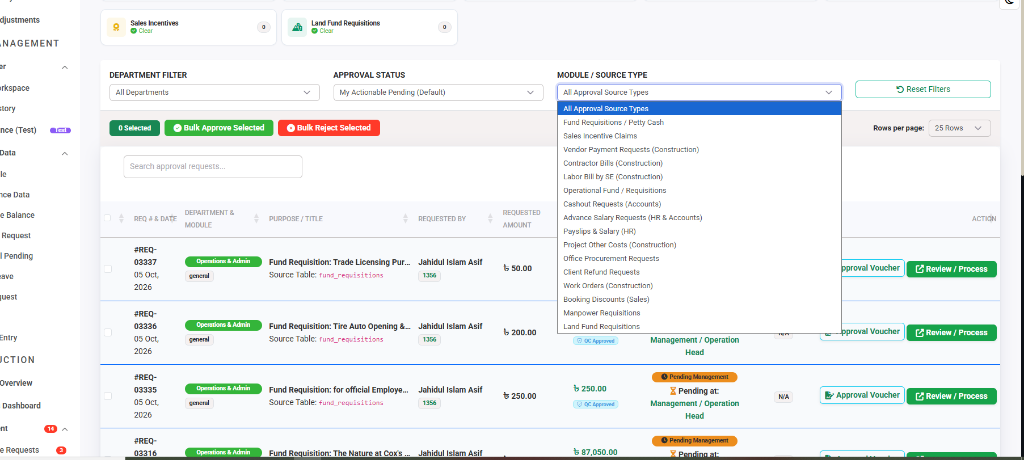 djustments
ANAGEMENT
er
orkspace
story
nce (Test) Test
Data
le
nce Data
e Balance
Request
l Pending
eave
quest
Entry
UCTION
Overview
Dashboard
nt 14
e Requests 3
Sales Incentives
Clear
0
Land Fund Requisitions
Clear
0
DEPARTMENT FILTER
All Departments
APPROVAL STATUS
My Actionable Pending (Default)
MODULE / SOURCE TYPE
All Approval Source Types
Reset Filters
All Approval Source Types
Fund Requisitions / Petty Cash
Sales Incentive Claims
Vendor Payment Requests (Construction)
Contractor Bills (Construction)
Labor Bill by SE (Construction)
Operational Fund / Requisitions
Cashout Requests (Accounts)
Advance Salary Requests (HR & Accounts)
Payslips & Salary (HR)
Project Other Costs (Construction)
Office Procurement Requests
Client Refund Requests
Work Orders (Construction)
Booking Discounts (Sales)
Manpower Requisitions
Land Fund Requisitions
0 Selected
Bulk Approve Selected
Bulk Reject Selected
Rows per page:
25 Rows
Search approval requests...
REQ # & DATE
DEPARTMENT &
MODULE
PURPOSE / TITLE
REQUESTED BY
REQUESTED
AMOUNT
ACTION
#REQ-
03337
05 Oct,
2026
Operations & Admin
general
Fund Requisition: Trade Licensing Pur...
Source Table: fund_requisitions
Jahidul Islam Asif
1356
৳ 50.00
pproval Voucher
Review / Process
#REQ-
03336
05 Oct,
2026
Operations & Admin
general
Fund Requisition: Tire Auto Opening &...
Source Table: fund_requisitions
Jahidul Islam Asif
1356
৳ 200.00
QC Approved
Management / Operation
Head
pproval Voucher
Review / Process
#REQ-
03335
05 Oct,
2026
Operations & Admin
general
Fund Requisition: for official Employe...
Source Table: fund_requisitions
Jahidul Islam Asif
1356
৳ 250.00
৳ 250.00
QC Approved
Pending Management
Pending at:
Management / Operation
Head
N/A
Approval Voucher
Review / Process
#REQ-
03316
Operations & Admin
Fund Requisition: The Nature at Cox's ...
Jahidul Islam Asif
৳ 87,050.00
Pending Management
Pending at: